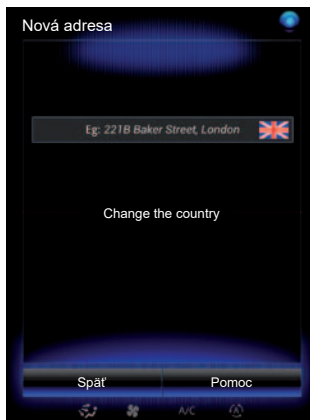 Nová adresa
Eg: 221B Baker Street, London
Change the country
Späť Pomoc
A/C